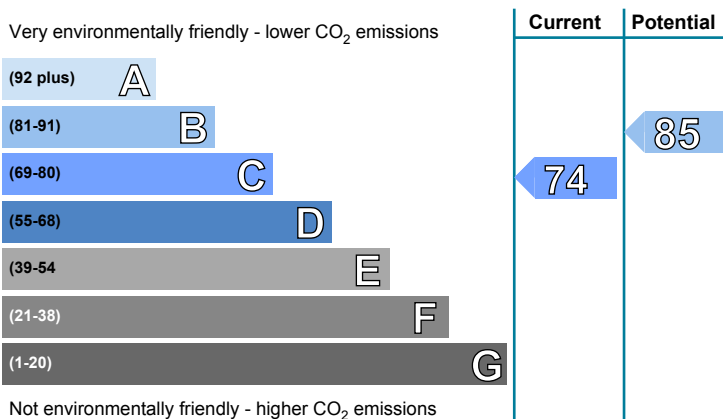 Current Potential
Very environmentally friendly - lower CO2 emissions
(92 plus) A
(81-91) B
85
(69-80) C
74
(55-68) D
(39-54 E
(21-38) F
(1-20) G
Not environmentally friendly - higher CO2 emissions